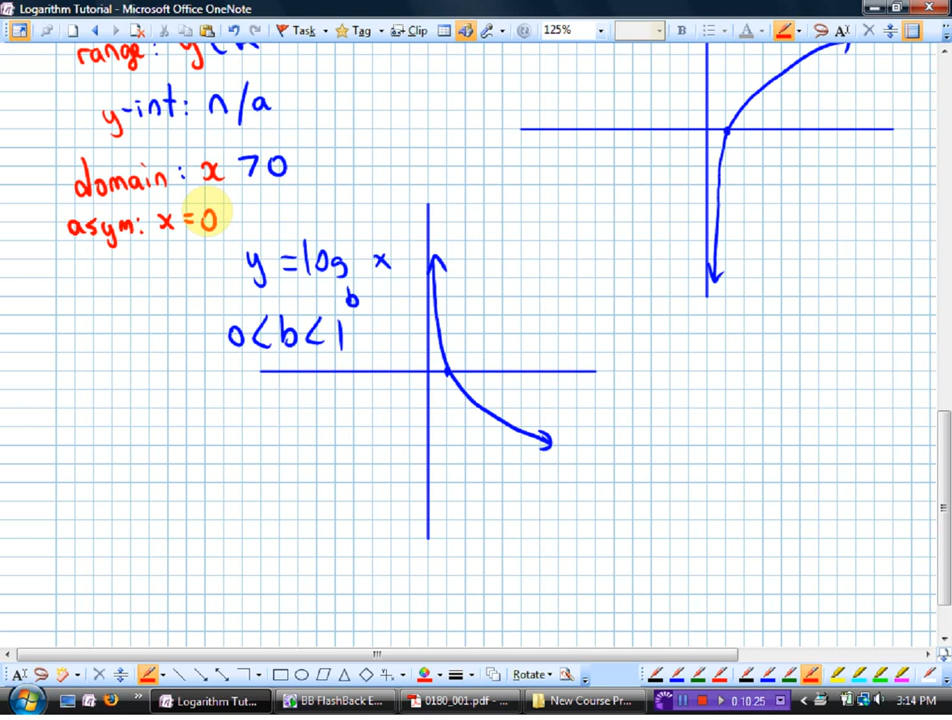 Logarithm Tutorial - Microsoft Office OneNote
Task Tag Clip 125% B A
range: y
y-int: n/a
domain: x > 0
asym: x = 0
y = log_b x
0 < b < 1
Rotate
Logarithm Tut... BB FlashBack E... 0180_001.pdf - ... New Course Pr... 0:10:25 3:14 PM